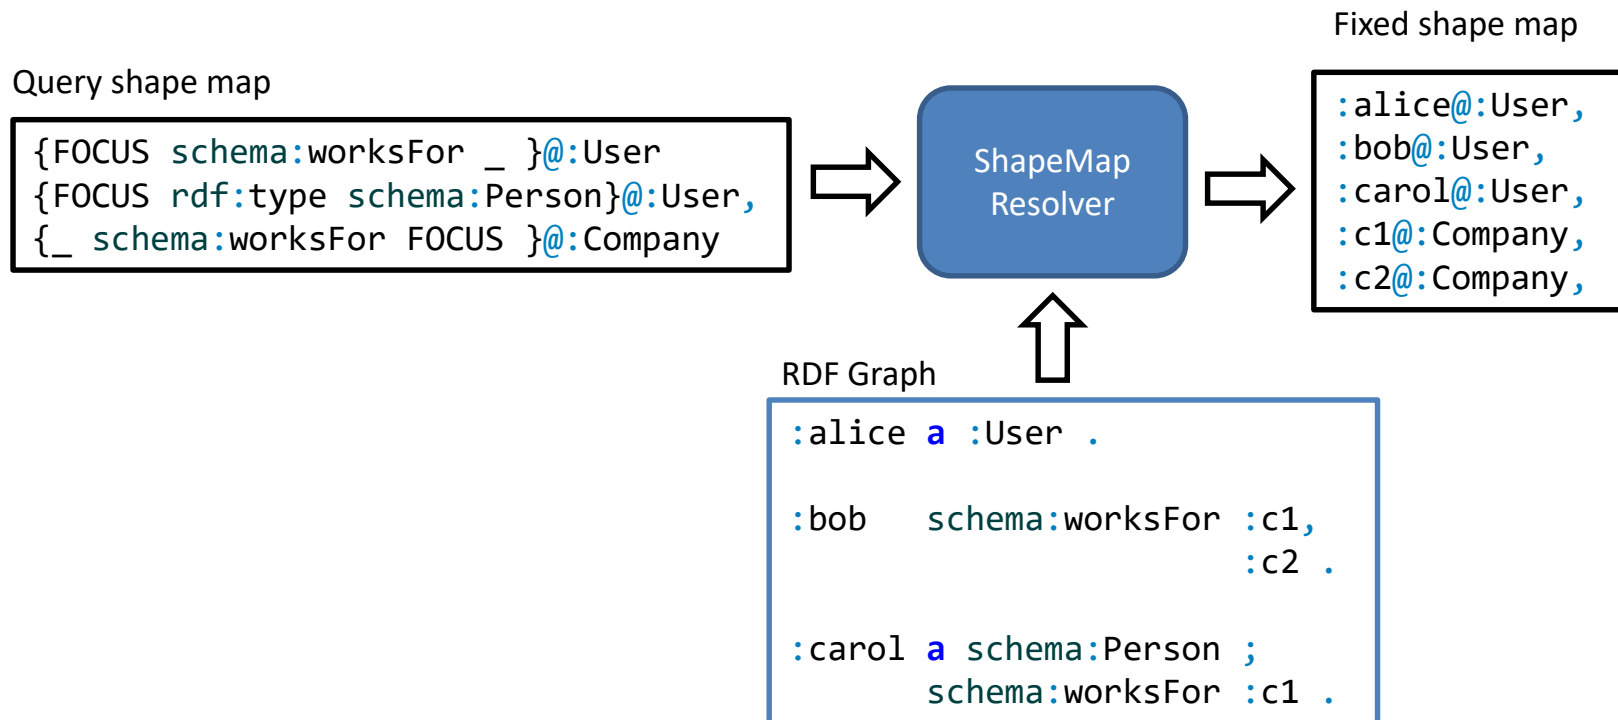 Query shape map
{FOCUS schema:worksFor _ }@:User
{FOCUS rdf:type schema:Person}@:User,
{_ schema:worksFor FOCUS }@:Company
ShapeMap
Resolver
Fixed shape map
:alice@:User,
:bob@:User,
:carol@:User,
:c1@:Company,
:c2@:Company,
RDF Graph
:alice a :User .
:bob   schema:worksFor :c1,
                       :c2 .
:carol a schema:Person ;
       schema:worksFor :c1 .